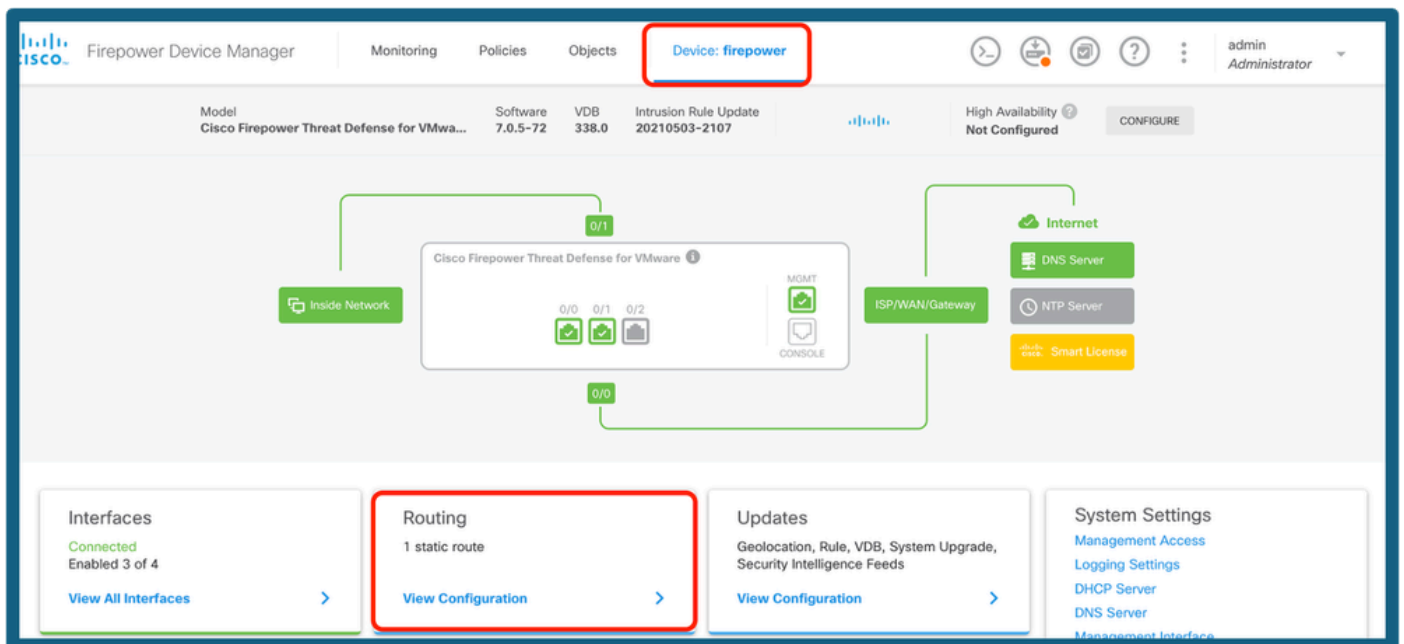 CISCO
Firepower Device Manager
Monitoring
Policies
Objects
Device: firepower
admin
Administrator
Model
Cisco Firepower Threat Defense for VMwa...
Software
7.0.5-72
VDB
338.0
Intrusion Rule Update
20210503-2107
High Availability
Not Configured
CONFIGURE
0/1
Internet
Cisco Firepower Threat Defense for VMware
DNS Server
MGMT
Inside Network
0/0 0/1 0/2
ISP/WAN/Gateway
NTP Server
CONSOLE
Smart License
0/0
Interfaces
Connected
Enabled 3 of 4
View All Interfaces
Routing
1 static route
View Configuration
Updates
Geolocation, Rule, VDB, System Upgrade,
Security Intelligence Feeds
View Configuration
System Settings
Management Access
Logging Settings
DHCP Server
DNS Server
Management Interface